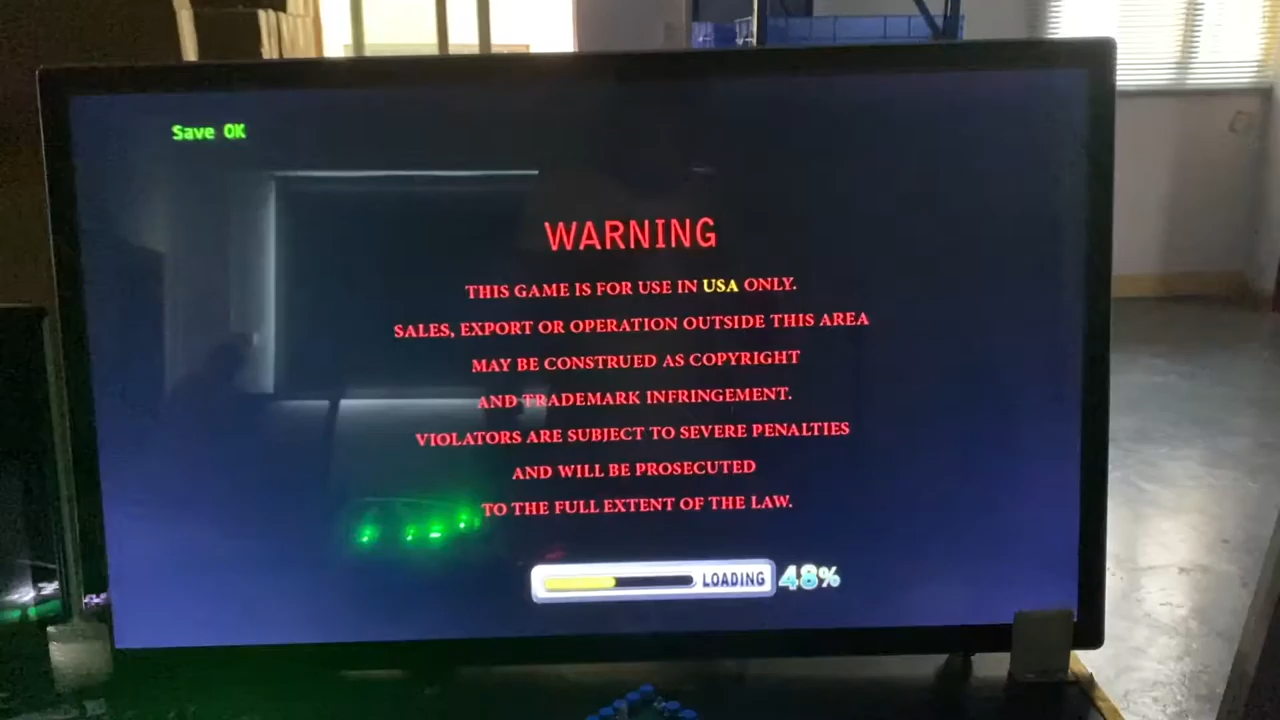 Save OK
WARNING
THIS GAME IS FOR USE IN USA ONLY.
SALES, EXPORT OR OPERATION OUTSIDE THIS AREA
MAY BE CONSTRUED AS COPYRIGHT
AND TRADEMARK INFRINGEMENT.
VIOLATORS ARE SUBJECT TO SEVERE PENALTIES
AND WILL BE PROSECUTED
TO THE FULL EXTENT OF THE LAW.
LOADING 48%